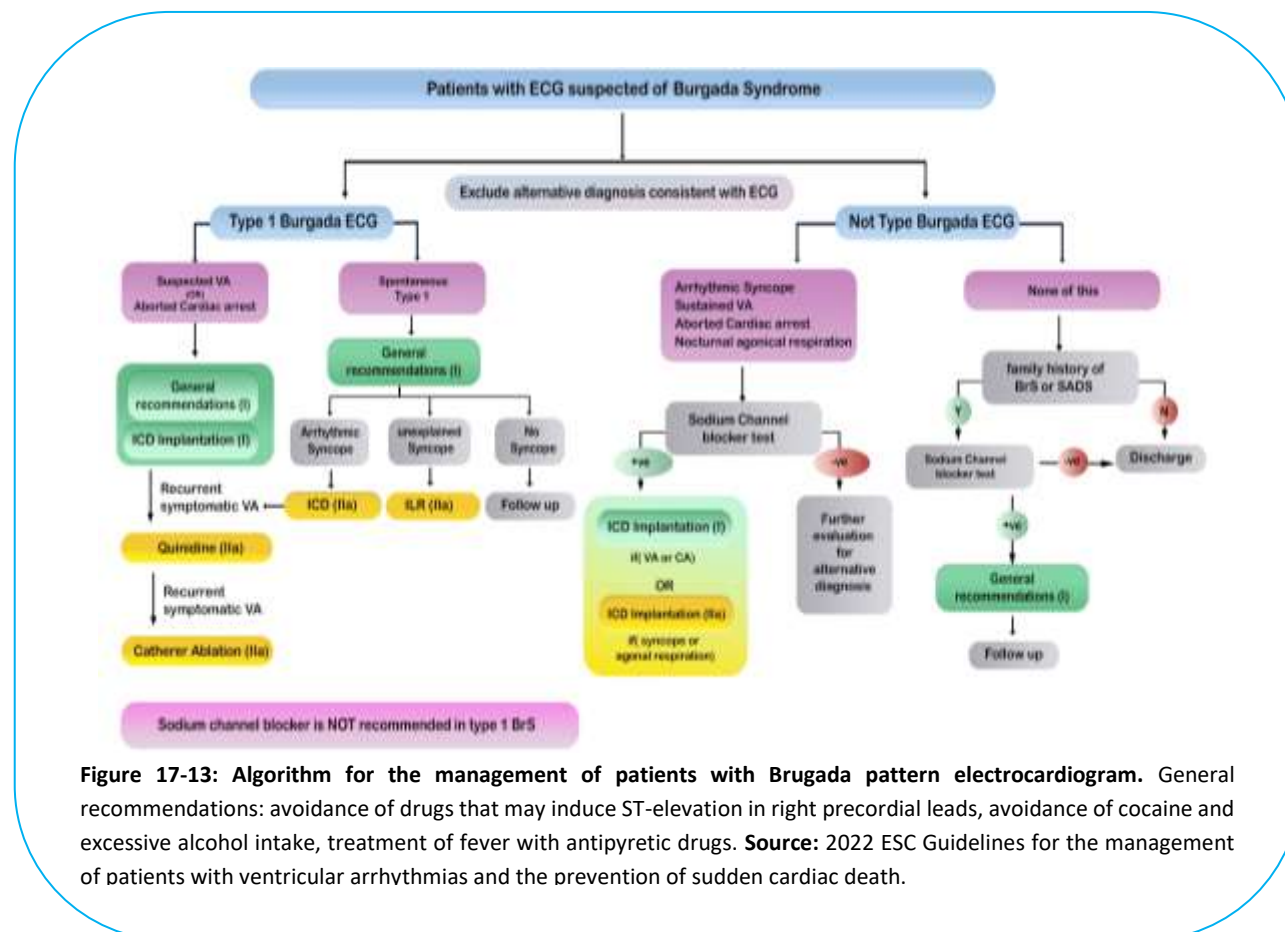 Patients with ECG suspected of Burgada Syndrome
Exclude alternative diagnosis consistent with ECG
Type 1 Burgada ECG
Not Type Burgada ECG
Suspected VA
(OR)
Aborted Cardiac arrest
Spontaneous
Type 1
Arrhythmic Syncope
Sustained VA
Aborted Cardiac arrest
Nocturnal agonical respiration
None of this
General
recommendations (I)
ICD Implantation (I)
General
recommendations (I)
Arrhythmic
Syncope
unexplained
Syncope
No
Syncope
ICD (IIa)
ILR (IIa)
Follow up
Recurrent
symptomatic VA
Quinidine (IIa)
Recurrent
symptomatic VA
Catherer Ablation (IIa)
Sodium Channel
blocker test
+ve
-ve
ICD Implantation (I)
if( VA or CA)
OR
ICD Implantation (IIa)
if( syncope or
agonal respiration)
Further
evaluation
for
alternative
diagnosis
family history of
BrS or SADS
Y
N
Sodium Channel
blocker test
-ve
Discharge
+ve
General
recommendations (I)
Follow up
Sodium channel blocker is NOT recommended in type 1 BrS
Figure 17-13: Algorithm for the management of patients with Brugada pattern electrocardiogram. General
recommendations: avoidance of drugs that may induce ST-elevation in right precordial leads, avoidance of cocaine and
excessive alcohol intake, treatment of fever with antipyretic drugs. Source: 2022 ESC Guidelines for the management
of patients with ventricular arrhythmias and the prevention of sudden cardiac death.